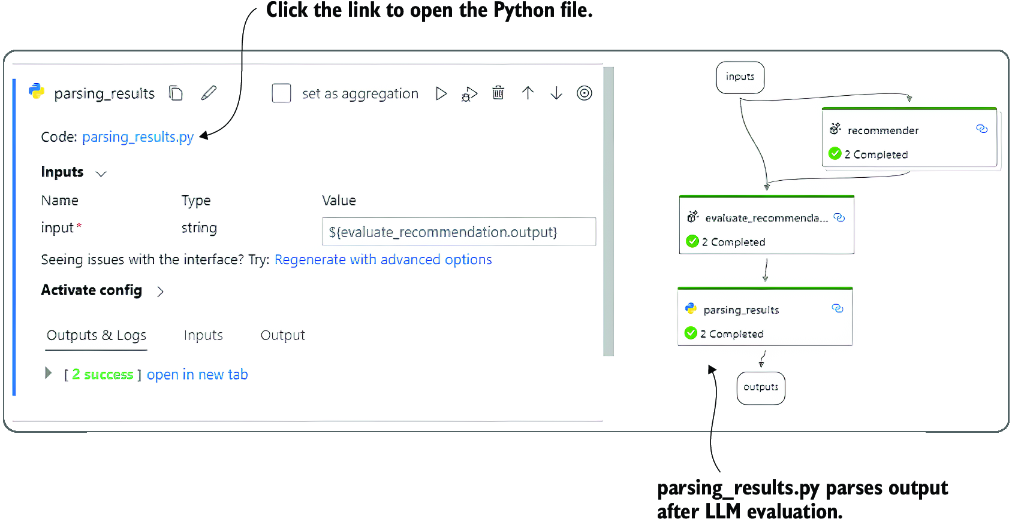 Click the link to open the Python file.
parsing_results
set as aggregation
Code: parsing_results.py
Inputs
Name Type Value
input* string ${evaluate_recommendation.output}
Seeing issues with the interface? Try: Regenerate with advanced options
Activate config
Outputs & Logs Inputs Output
[ 2 success ] open in new tab
inputs
recommender
2 Completed
evaluate_recommenda...
2 Completed
parsing_results
2 Completed
outputs
parsing_results.py parses output
after LLM evaluation.